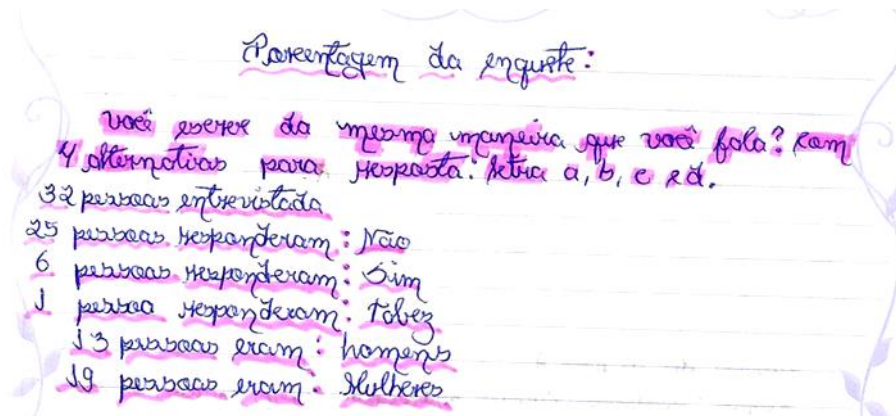 Porcentagem da enquete:
você escreve da mesma maneira que você fala? com
4 alternativas para resposta: letra a, b, c e d.
32 pessoas entrevistada
25 pessoas responderam: Não
6 pessoas responderam: Sim
1 pessoa responderam: Tolvez
13 pessoas eram: homens
19 pessoas eram: Mulheres